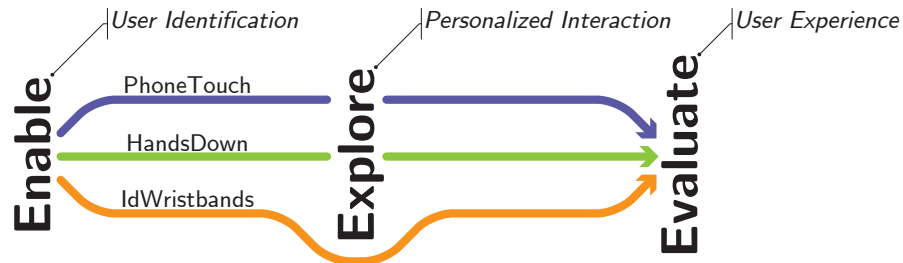 User Identification
Personalized Interaction
User Experience
Enable
Explore
Evaluate
PhoneTouch
HandsDown
IdWristbands